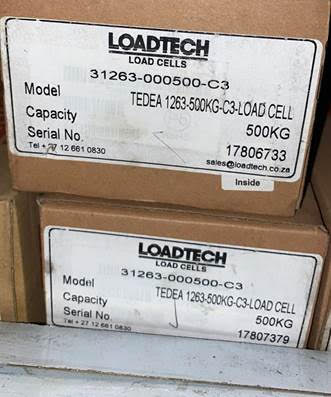 LOADTECH
LOAD CELLS
31263-000500-C3
Model TEDEA 1263-500KG-C3-LOAD CELL
Capacity 500KG
Serial No. 17806733
Tel + 27 12 661 0830 sales@loadtech.co.za
Inside
LOADTECH
LOAD CELLS
31263-000500-C3
Model TEDEA 1263-500KG-C3-LOAD CELL
Capacity 500KG
Serial No. 17807379
Tel + 27 12 661 0830